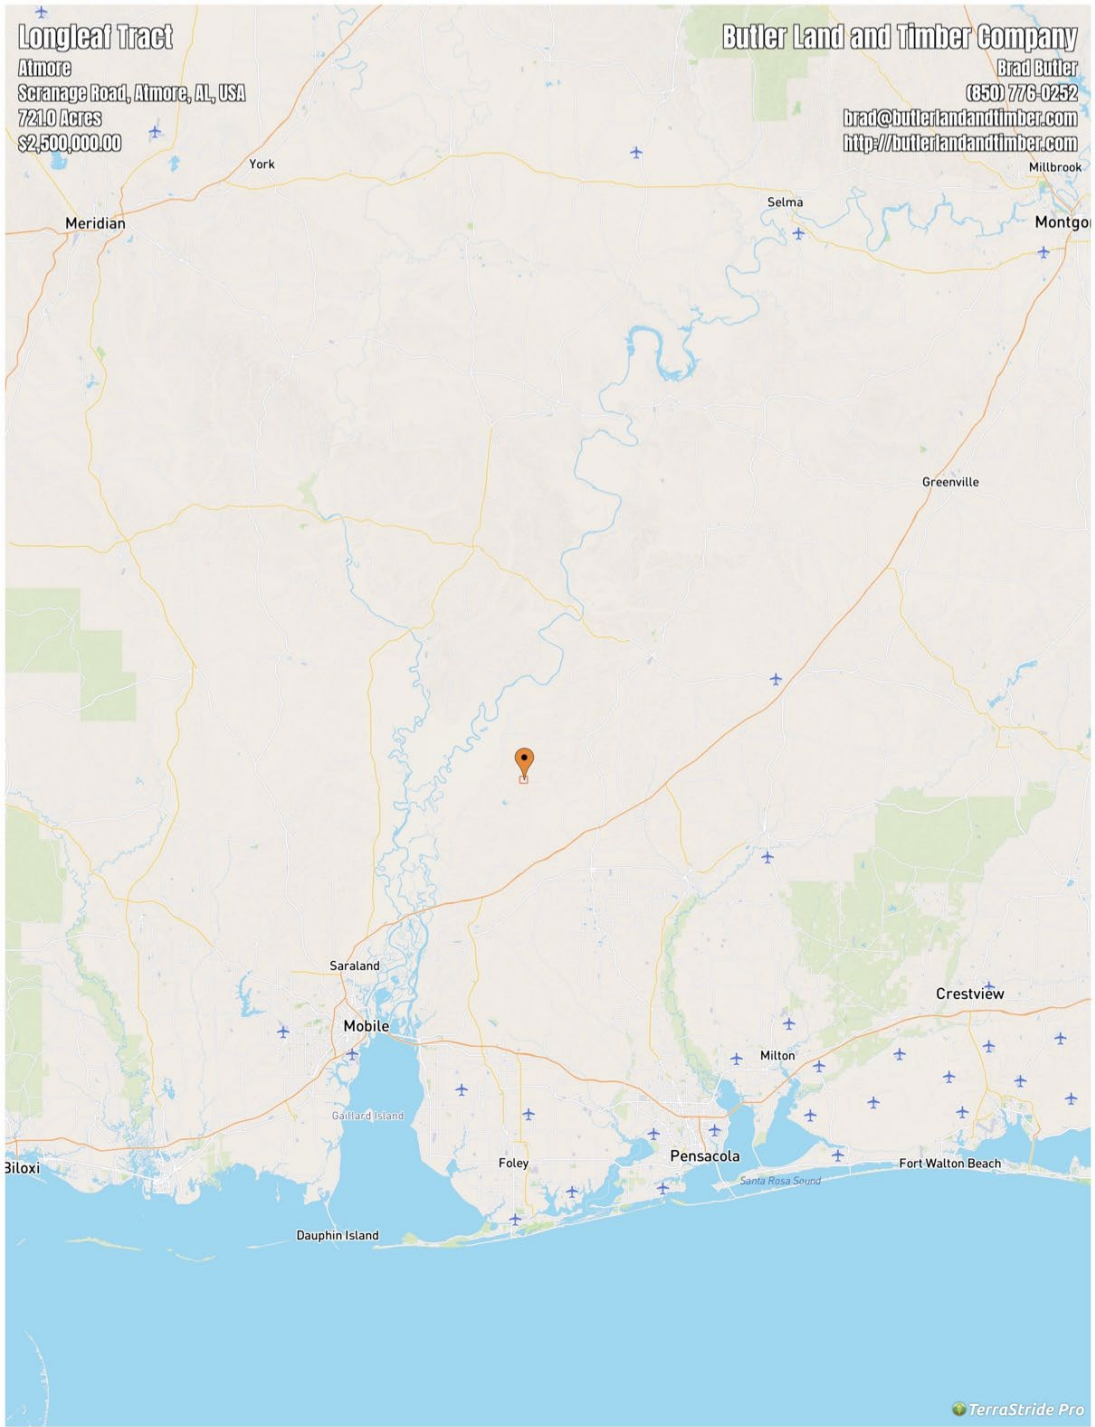 Longleaf Tract
Atmore
Scranage Road, Atmore, AL, USA
721.0 Acres
$2,500,000.00
Butler Land and Timber Company
Brad Butler
(850) 776-0252
brad@butlerlandandtimber.com
http://butlerlandandtimber.com
York
Millbrook
Meridian
Selma
Montgo
Greenville
Saraland
Crestview
Mobile
Milton
Gaillard Island
Biloxi
Foley
Pensacola
Fort Walton Beach
Santa Rosa Sound
Dauphin Island
TerraStride Pro